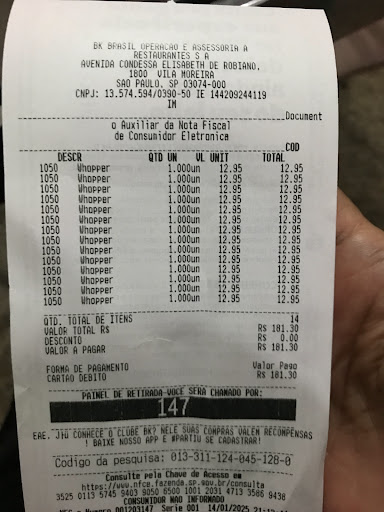 BK BRASIL OPERACAO E ASSESSORIA A
RESTAURANTES S A
AVENIDA CONDESSA ELISABETH DE ROBIANO,
1800 VILA MOREIRA
SAO PAULO, SP 03074-000
CNPJ: 13.574.594/0390-50 IE 144209244119
IM
Document
o Auxiliar da Nota Fiscal
de Consumidor Eletronica
COD
DESCR QTD UN VL UNIT TOTAL
1050 Whopper 1.000un 12.95 12.95
1050 Whopper 1.000un 12.95 12.95
1050 Whopper 1.000un 12.95 12.95
1050 Whopper 1.000un 12.95 12.95
1050 Whopper 1.000un 12.95 12.95
1050 Whopper 1.000un 12.95 12.95
1050 Whopper 1.000un 12.95 12.95
1050 Whopper 1.000un 12.95 12.95
1050 Whopper 1.000un 12.95 12.95
1050 Whopper 1.000un 12.95 12.95
1050 Whopper 1.000un 12.95 12.95
1050 Whopper 1.000un 12.95 12.95
1050 Whopper 1.000un 12.95 12.95
1050 Whopper 1.000un 12.95 12.95
QTD. TOTAL DE ITENS 14
VALOR TOTAL R$ R$ 181.30
DESCONTO R$ 0.00
VALOR A PAGAR R$ 181.30
FORMA DE PAGAMENTO Valor Pago
CARTAO DEBITO R$ 181.30
PAINEL DE RETIRADA-VOCE SERA CHAMADO POR:
147
EAE, CONHECE O CLUBE BK? NELE SUAS COMPRAS VALEM RECOMPENSAS
! BAIXE NOSSO APP E #PARTIU SE CADASTRAR!
Codigo da pesquisa: 013-311-124-045-128-0
Consulte pela Chave de Acesso em
https://www.nfce.fazenda.sp.gov.br/consulta
3525 0113 5745 9403 9050 6500 1001 2031 4713 3586 9438
CONSUMIDOR NAO INFORMADO
Numero 001203147 Serie 001 14/01/2025